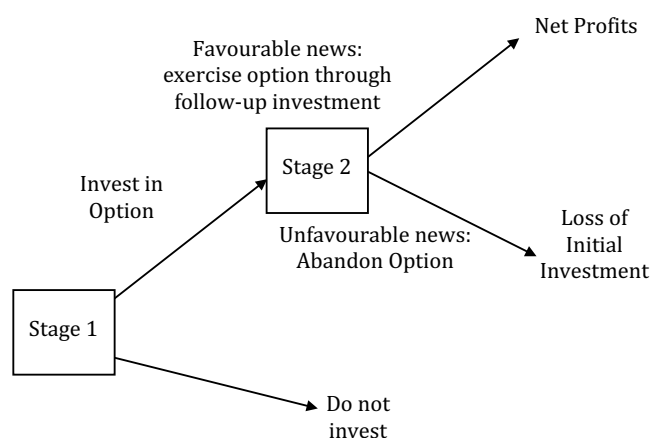 Net Profits
Favourable news:
exercise option through
follow-up investment
Stage 2
Invest in
Option
Unfavourable news:
Abandon Option
Loss of
Initial
Investment
Stage 1
Do not
invest